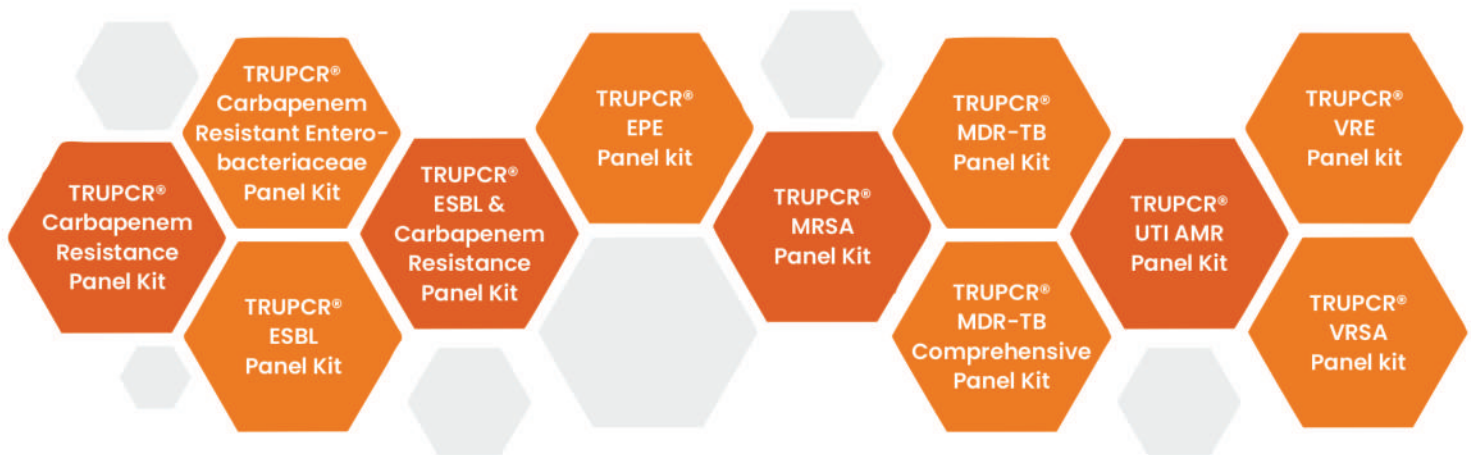 TRUPCR®
Carbapenem
Resistance
Panel Kit
TRUPCR®
Carbapenem
Resistant Entero-
bacteriaceae
Panel Kit
TRUPCR®
ESBL
Panel Kit
TRUPCR®
ESBL &
Carbapenem
Resistance
Panel Kit
TRUPCR®
EPE
Panel kit
TRUPCR®
MRSA
Panel Kit
TRUPCR®
MDR-TB
Panel Kit
TRUPCR®
MDR-TB
Comprehensive
Panel Kit
TRUPCR®
UTI AMR
Panel Kit
TRUPCR®
VRE
Panel kit
TRUPCR®
VRSA
Panel kit